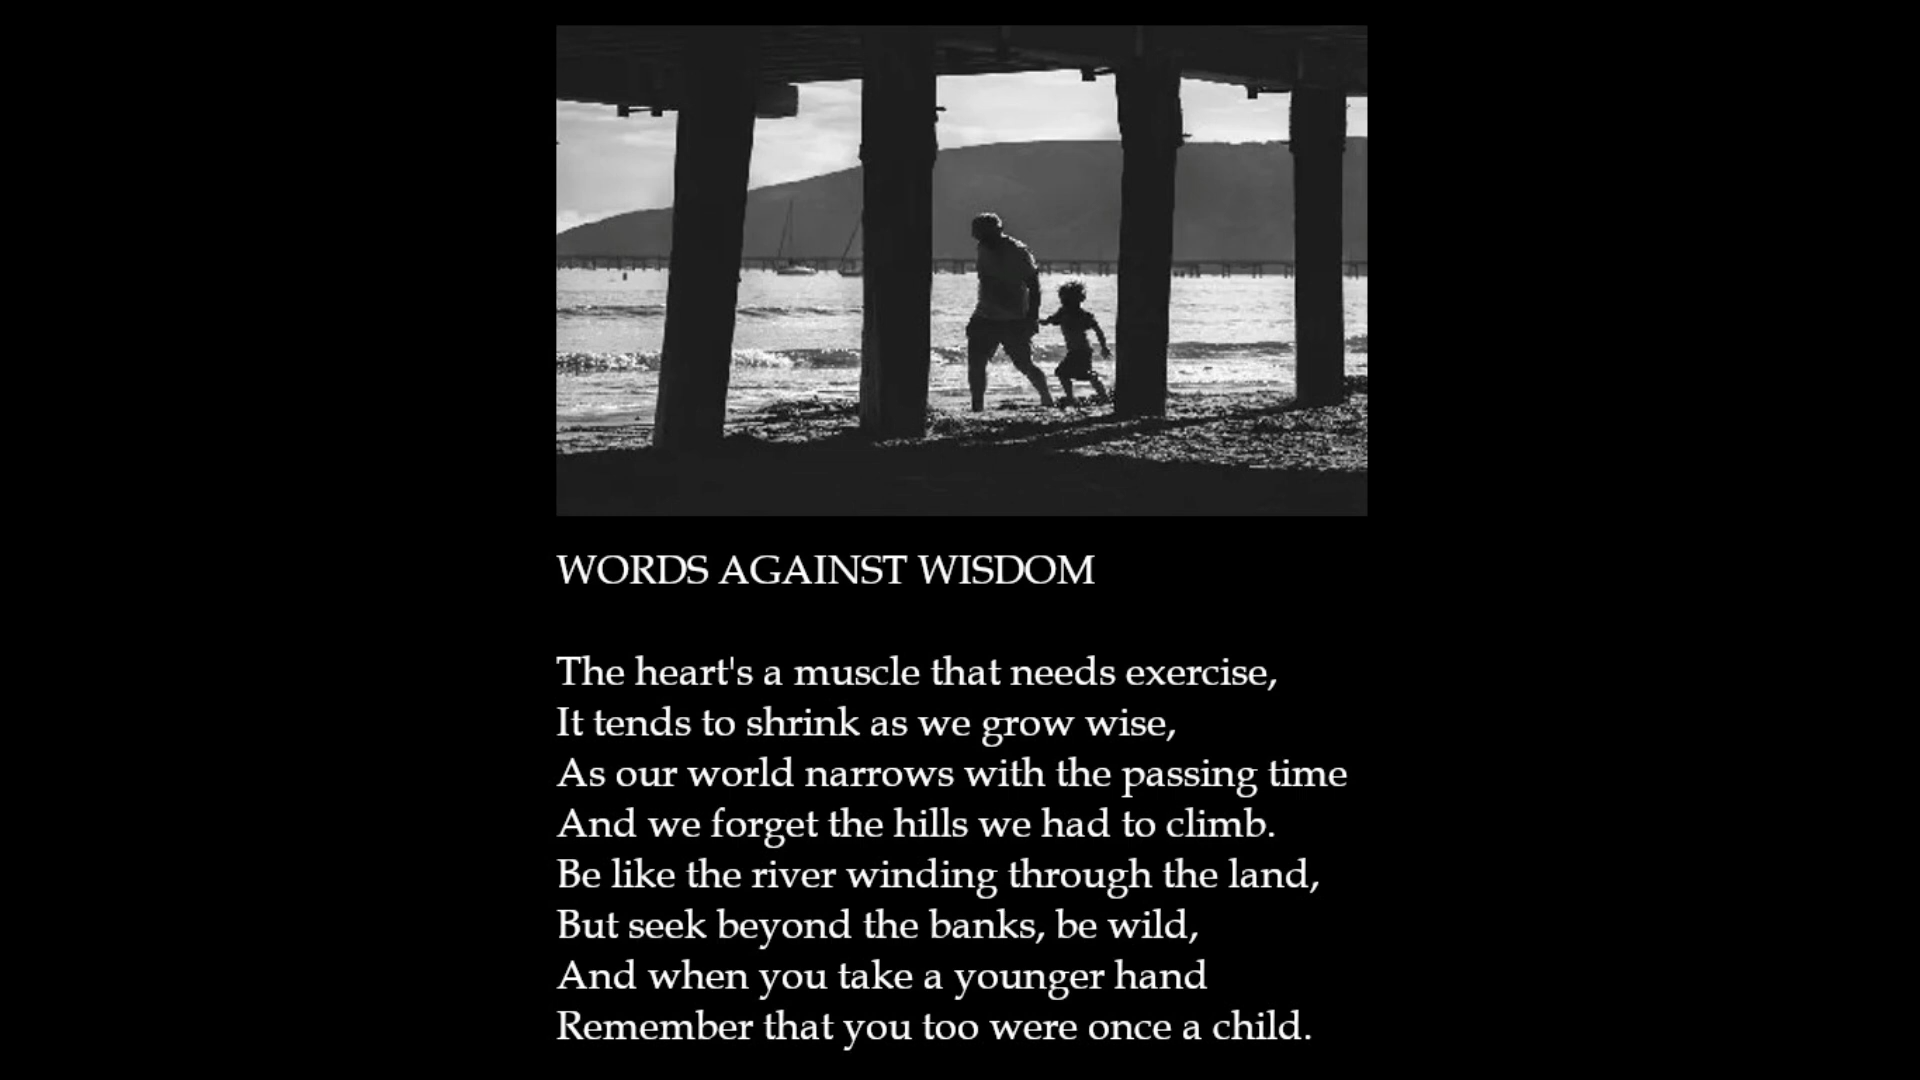 WORDS AGAINST WISDOM
The heart's a muscle that needs exercise,
It tends to shrink as we grow wise,
As our world narrows with the passing time
And we forget the hills we had to climb.
Be like the river winding through the land,
But seek beyond the banks, be wild,
And when you take a younger hand
Remember that you too were once a child.